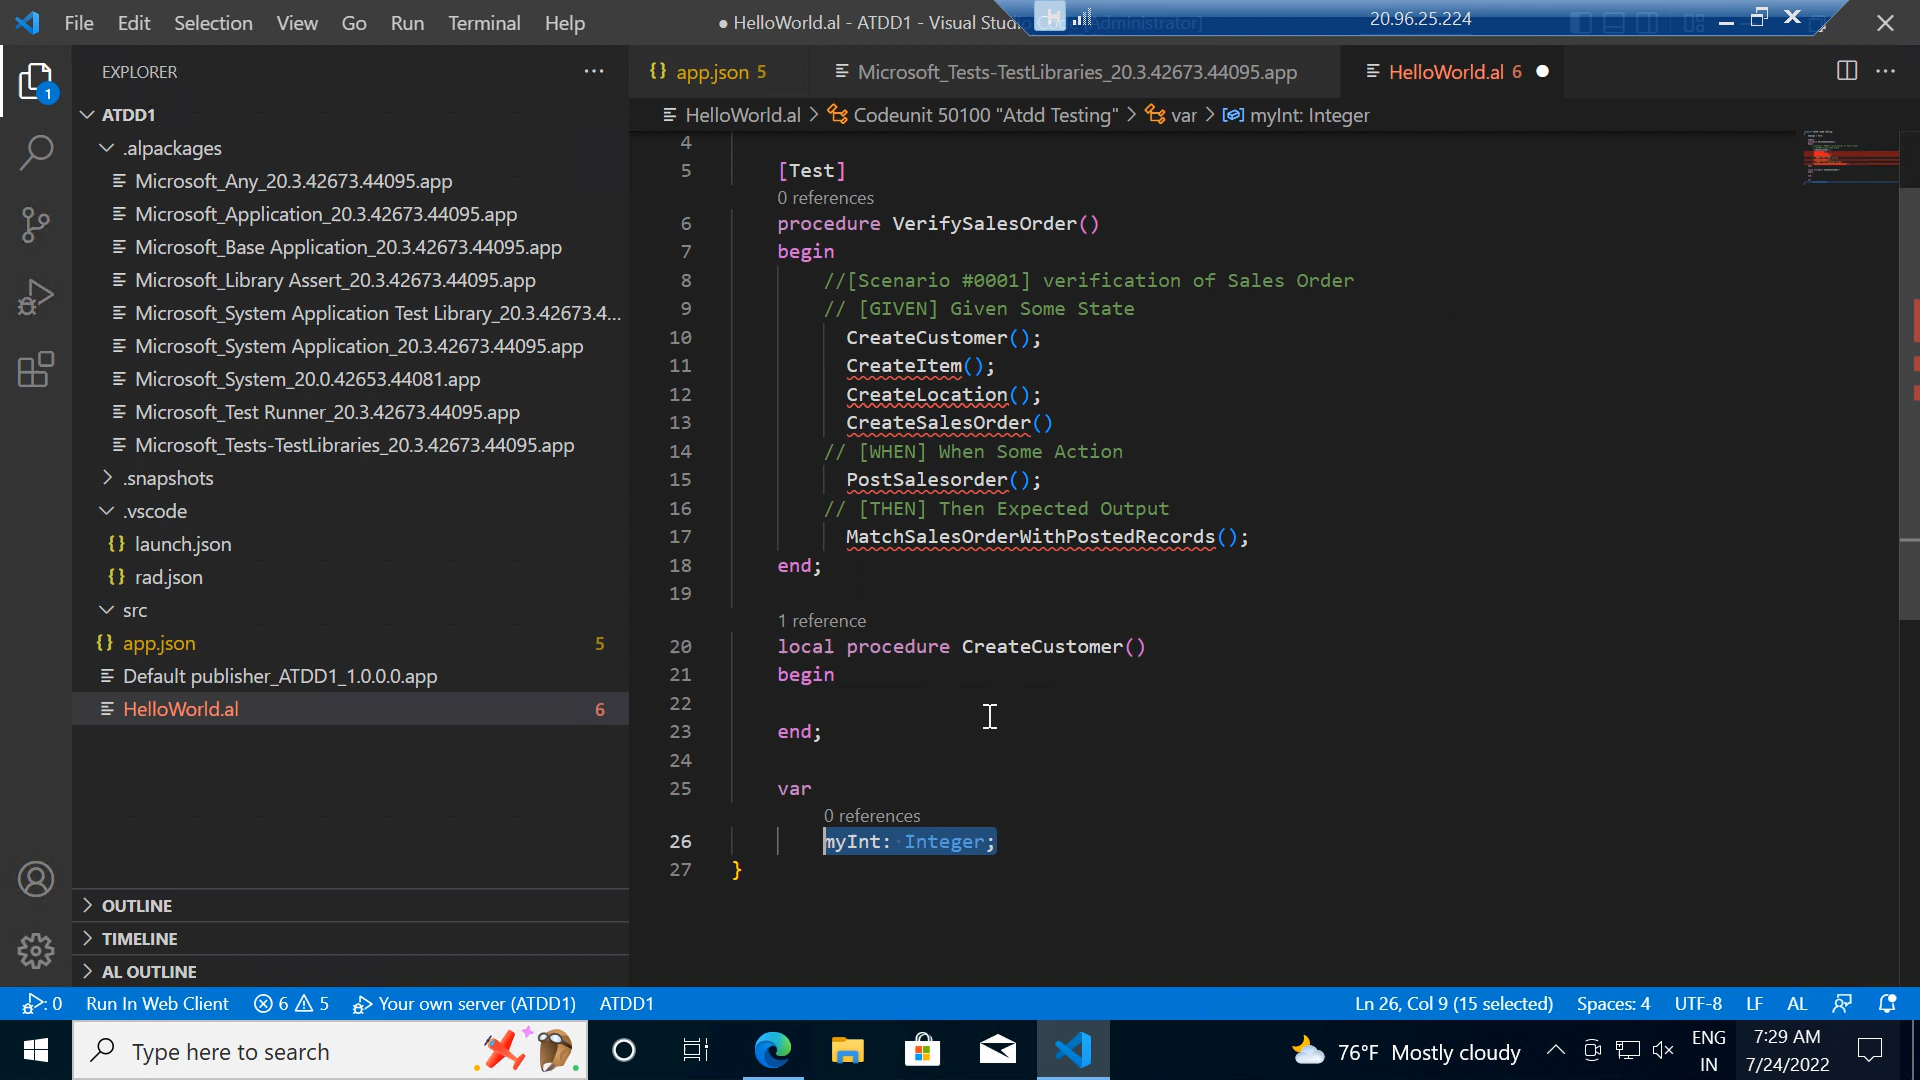 File Edit Selection View Go Run Terminal Help
● HelloWorld.al - ATDD1 - Visual Studio Administrator]
20.96.25.224
EXPLORER
ATDD1
.alpackages
Microsoft_Any_20.3.42673.44095.app
Microsoft_Application_20.3.42673.44095.app
Microsoft_Base Application_20.3.42673.44095.app
Microsoft_Library Assert_20.3.42673.44095.app
Microsoft_System Application Test Library_20.3.42673.4...
Microsoft_System Application_20.3.42673.44095.app
Microsoft_System_20.0.42653.44081.app
Microsoft_Test Runner_20.3.42673.44095.app
Microsoft_Tests-TestLibraries_20.3.42673.44095.app
.snapshots
.vscode
{} launch.json
{} rad.json
src
{} app.json 5
Default publisher_ATDD1_1.0.0.0.app
HelloWorld.al 6
OUTLINE
TIMELINE
AL OUTLINE
1
{} app.json 5 Microsoft_Tests-TestLibraries_20.3.42673.44095.app HelloWorld.al 6 ●
HelloWorld.al > Codeunit 50100 "Atdd Testing" > var > myInt: Integer
4
5 [Test]
0 references
6 procedure VerifySalesOrder()
7 begin
8 //[Scenario #0001] verification of Sales Order
9 // [GIVEN] Given Some State
10 CreateCustomer();
11 CreateItem();
12 CreateLocation();
13 CreateSalesOrder()
14 // [WHEN] When Some Action
15 PostSalesorder();
16 // [THEN] Then Expected Output
17 MatchSalesOrderWithPostedRecords();
18 end;
19
1 reference
20 local procedure CreateCustomer()
21 begin
22
23 end;
24
25 var
0 references
26 myInt: Integer;
27 }
0 Run In Web Client 6 5 Your own server (ATDD1) ATDD1 Ln 26, Col 9 (15 selected) Spaces: 4 UTF-8 LF AL
Type here to search
76°F Mostly cloudy
ENG
IN
7:29 AM
7/24/2022